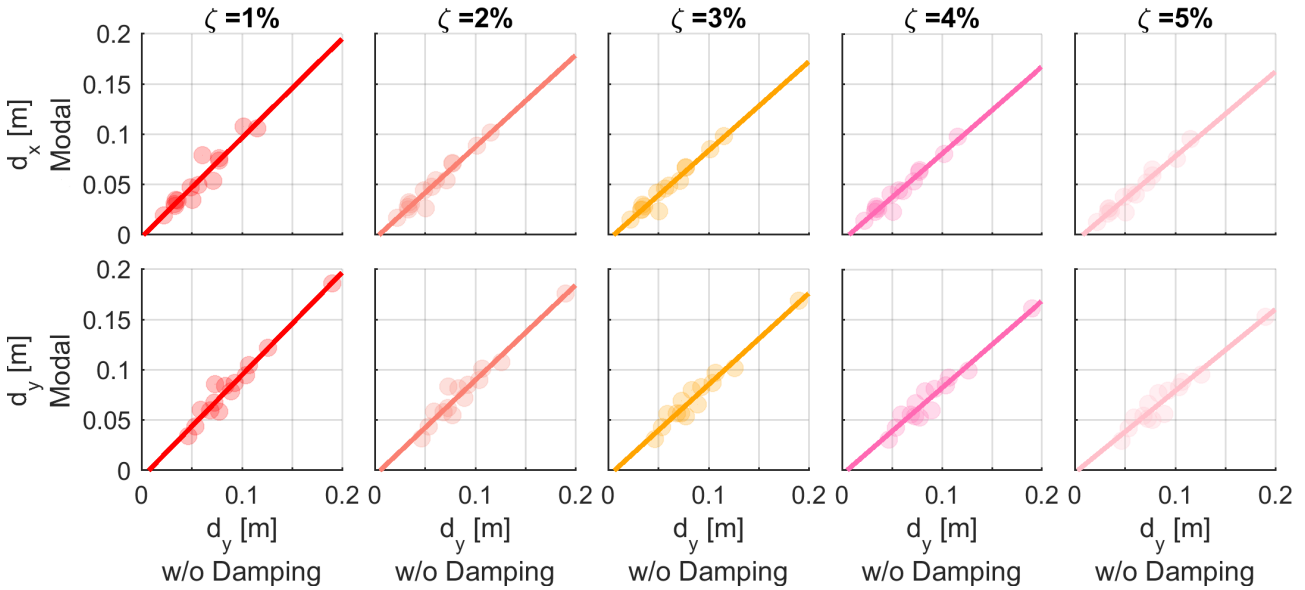 ζ =1% ζ =2% ζ =3% ζ =4% ζ =5%
0.2
0.15
0.1
0.05
0
d_x [m]
Modal
0.2
0.15
0.1
0.05
0
d_y [m]
Modal
0 0.1 0.2 0 0.1 0.2 0 0.1 0.2 0 0.1 0.2 0 0.1 0.2
d_y [m] d_y [m] d_y [m] d_y [m] d_y [m]
w/o Damping w/o Damping w/o Damping w/o Damping w/o Damping